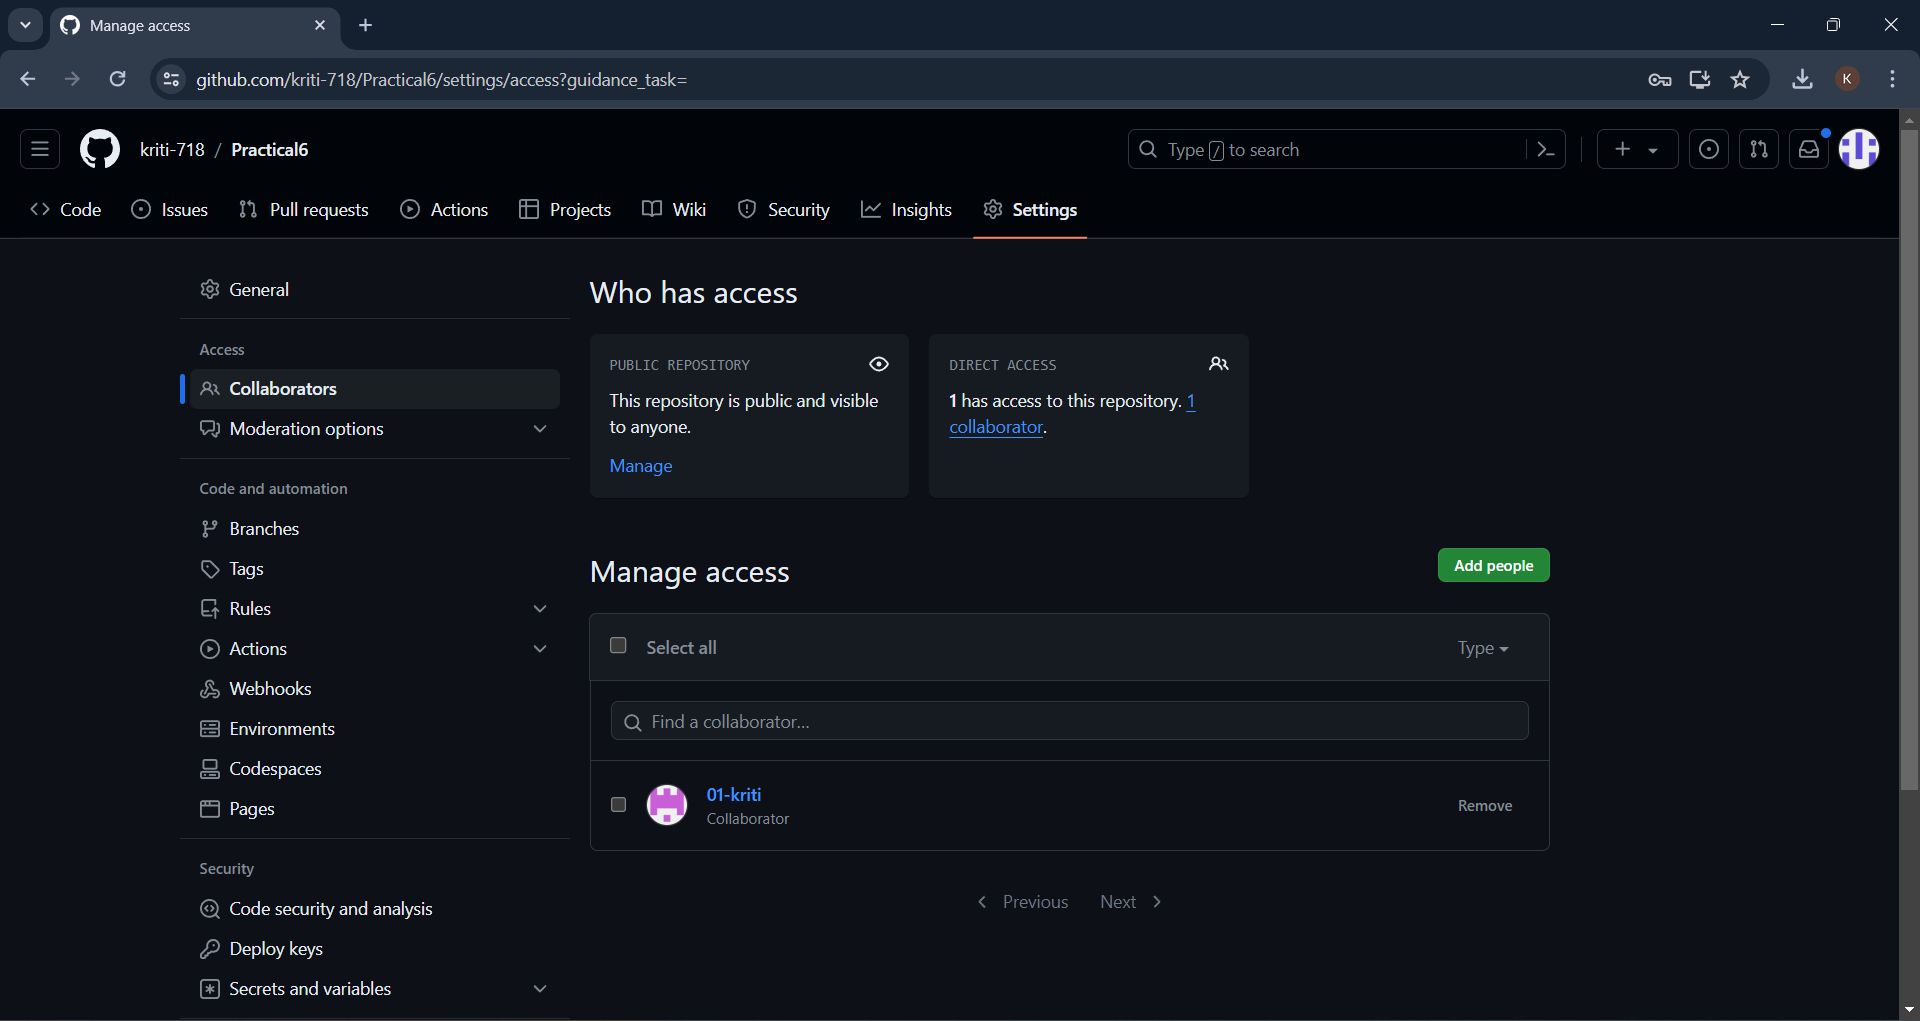 Manage access
github.com/kriti-718/Practical6/settings/access?guidance_task=
K
kriti-718 / Practical6
Type / to search
Code
Issues
Pull requests
Actions
Projects
Wiki
Security
Insights
Settings
General
Access
Collaborators
Moderation options
Code and automation
Branches
Tags
Rules
Actions
Webhooks
Environments
Codespaces
Pages
Security
Code security and analysis
Deploy keys
Secrets and variables
Who has access
PUBLIC REPOSITORY
This repository is public and visible
to anyone.
Manage
DIRECT ACCESS
1 has access to this repository. 1
collaborator.
Manage access
Add people
Select all
Type
Find a collaborator...
01-kriti
Collaborator
Remove
Previous
Next